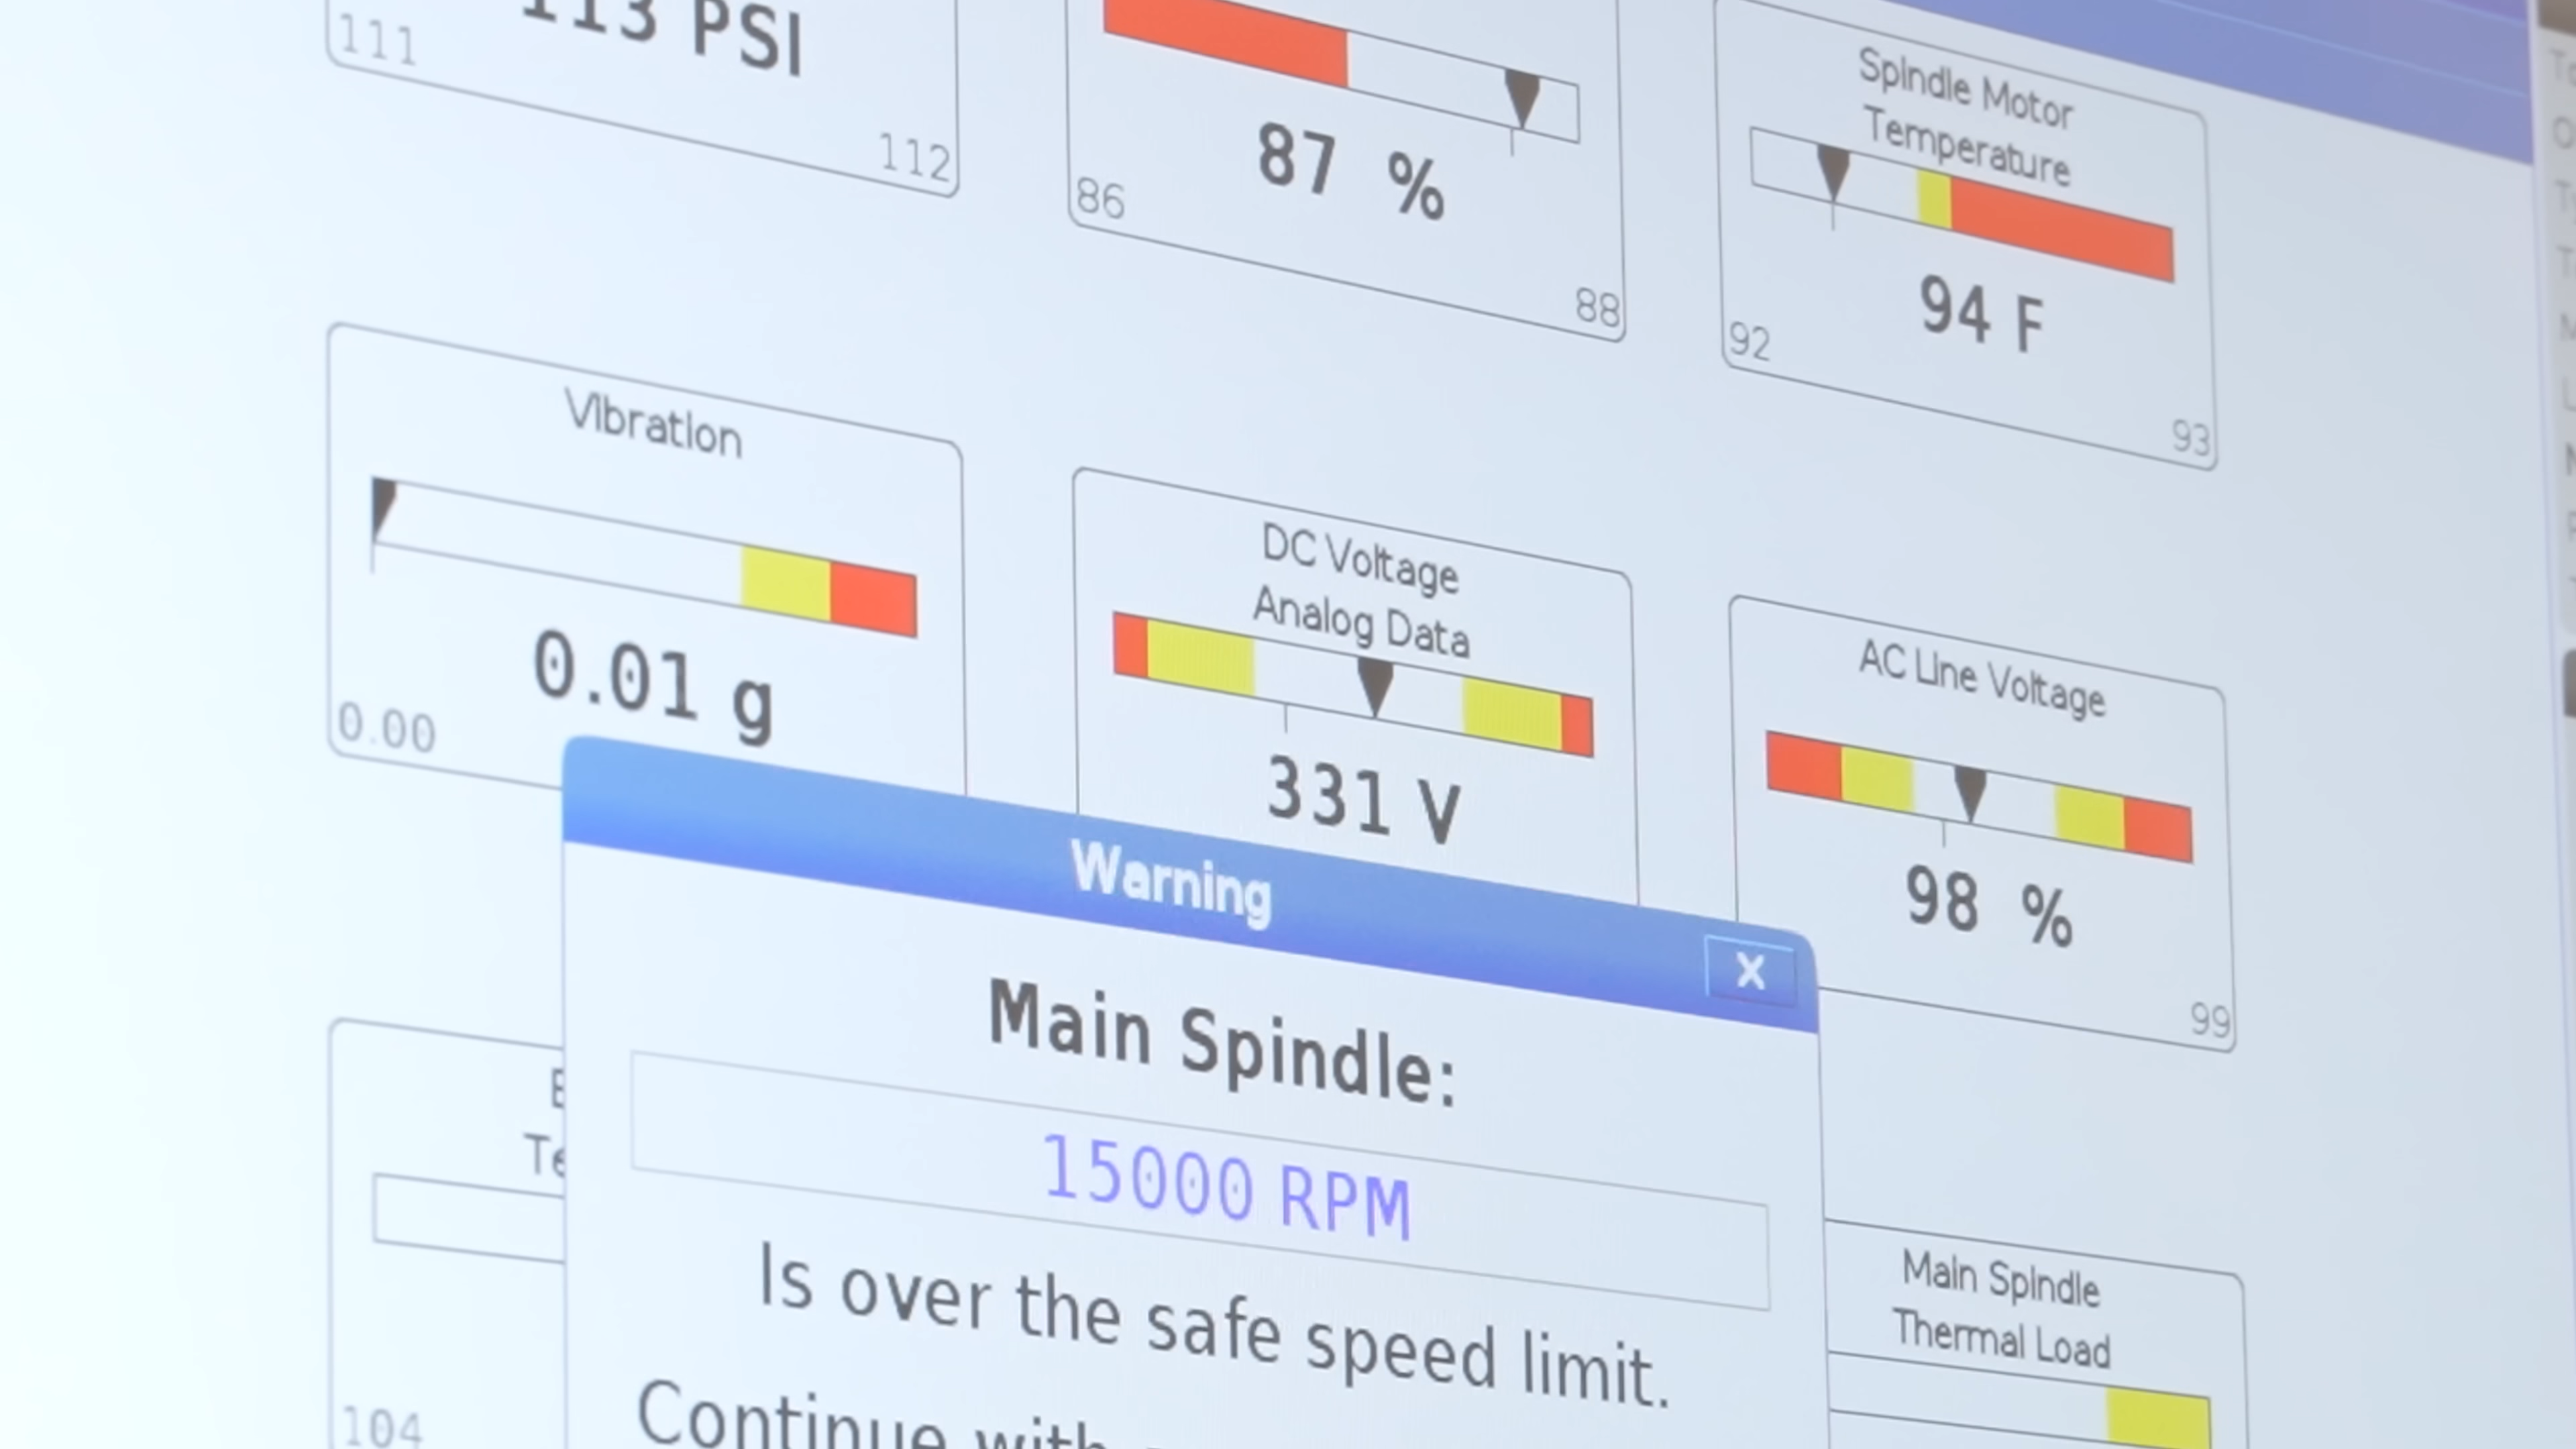 113 PSI
111
112
87 %
86
88
Spindle Motor
Temperature
94 F
92
93
Vibration
0.01 g
0.00
DC Voltage
Analog Data
331 V
AC Line Voltage
98 %
99
Warning
X
Main Spindle:
15000 RPM
Is over the safe speed limit.
Continue with
104
Main Spindle
Thermal Load